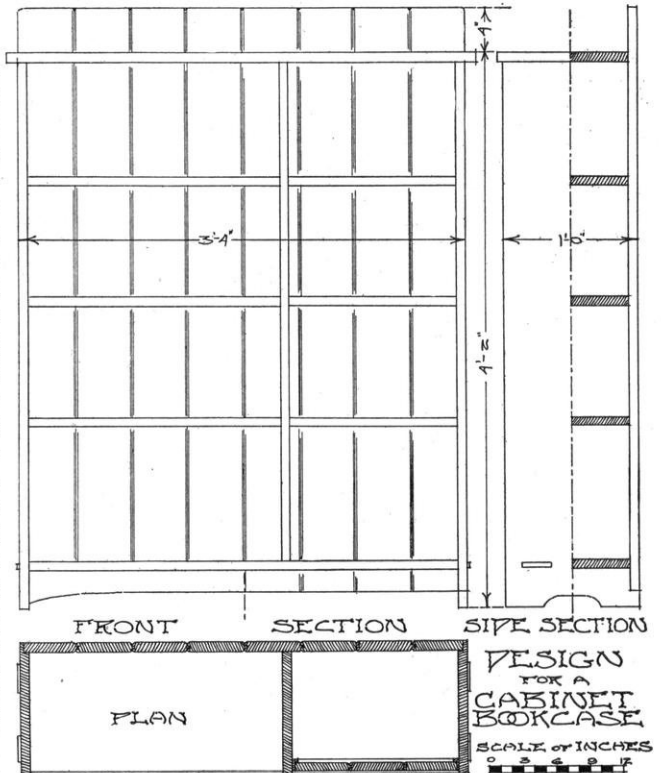 4"
3'-4"
1'-0"
4'-2"
FRONT SECTION SIDE SECTION
PLAN
DESIGN
FOR A
CABINET
BOOKCASE
SCALE OF INCHES
0 3 6 9 12